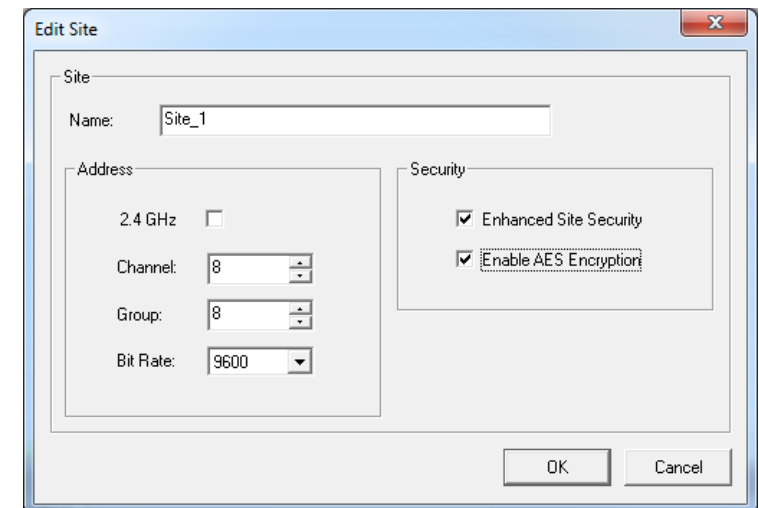 Edit Site
Site
Name: Site_1
Address
2.4 GHz
Channel: 8
Group: 8
Bit Rate: 9600
Security
Enhanced Site Security
Enable AES Encryption
OK Cancel